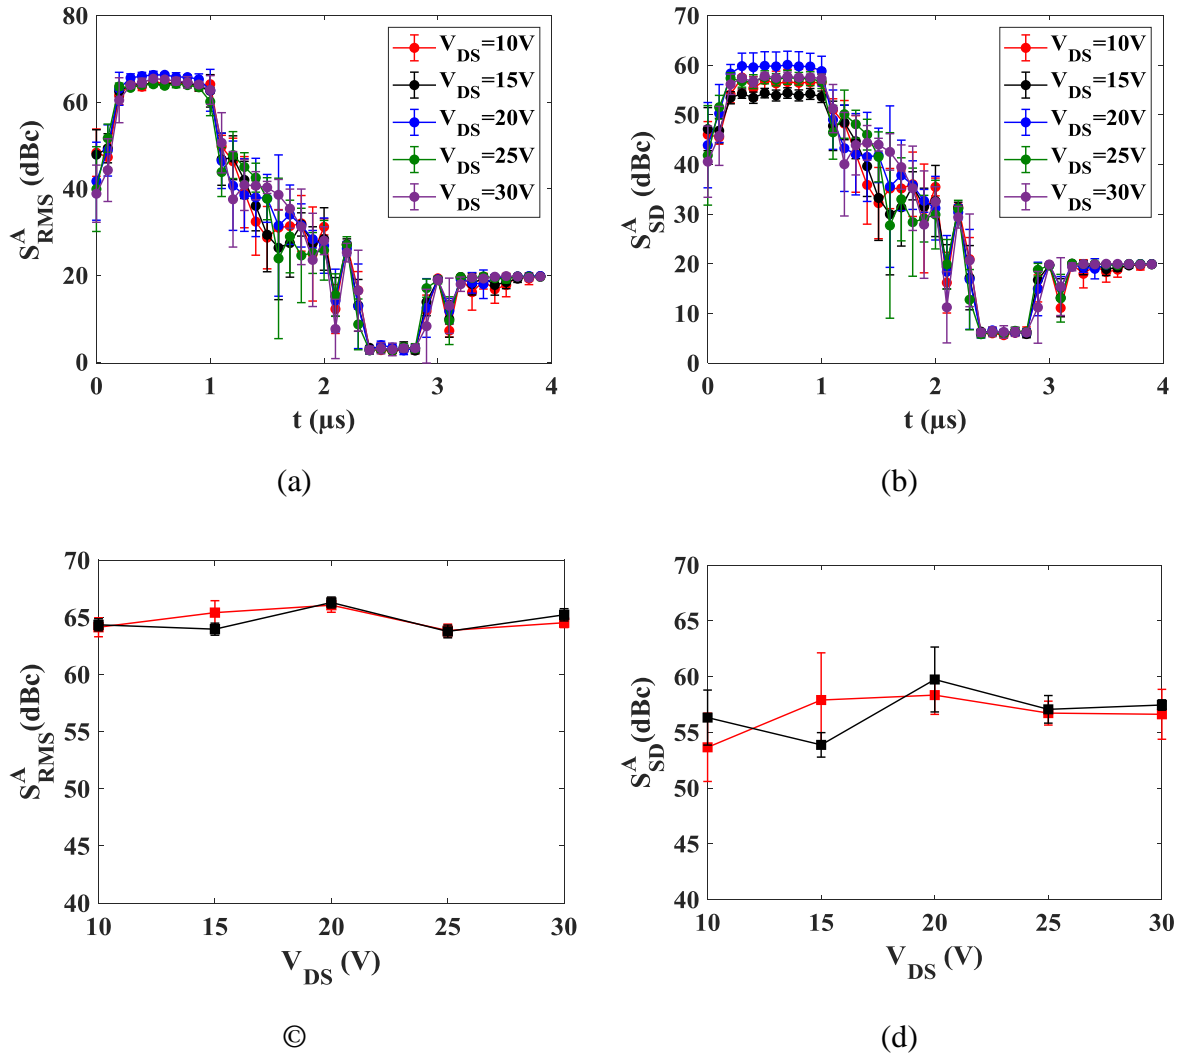 80
60
40
20
0
S^A_RMS (dBc)
V_DS=10V
V_DS=15V
V_DS=20V
V_DS=25V
V_DS=30V
0 1 2 3 4
t (μs)
(a)
70
60
50
40
30
20
10
0
S^A_SD (dBc)
V_DS=10V
V_DS=15V
V_DS=20V
V_DS=25V
V_DS=30V
0 1 2 3 4
t (μs)
(b)
70
65
60
55
50
45
40
S^A_RMS (dBc)
10 15 20 25 30
V_DS (V)
©
70
65
60
55
50
45
40
S^A_SD (dBc)
10 15 20 25 30
V_DS (V)
(d)